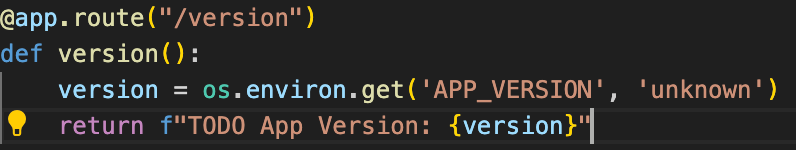 @app.route("/version")
def version():
    version = os.environ.get('APP_VERSION', 'unknown')
    return f"TODO App Version: {version}"